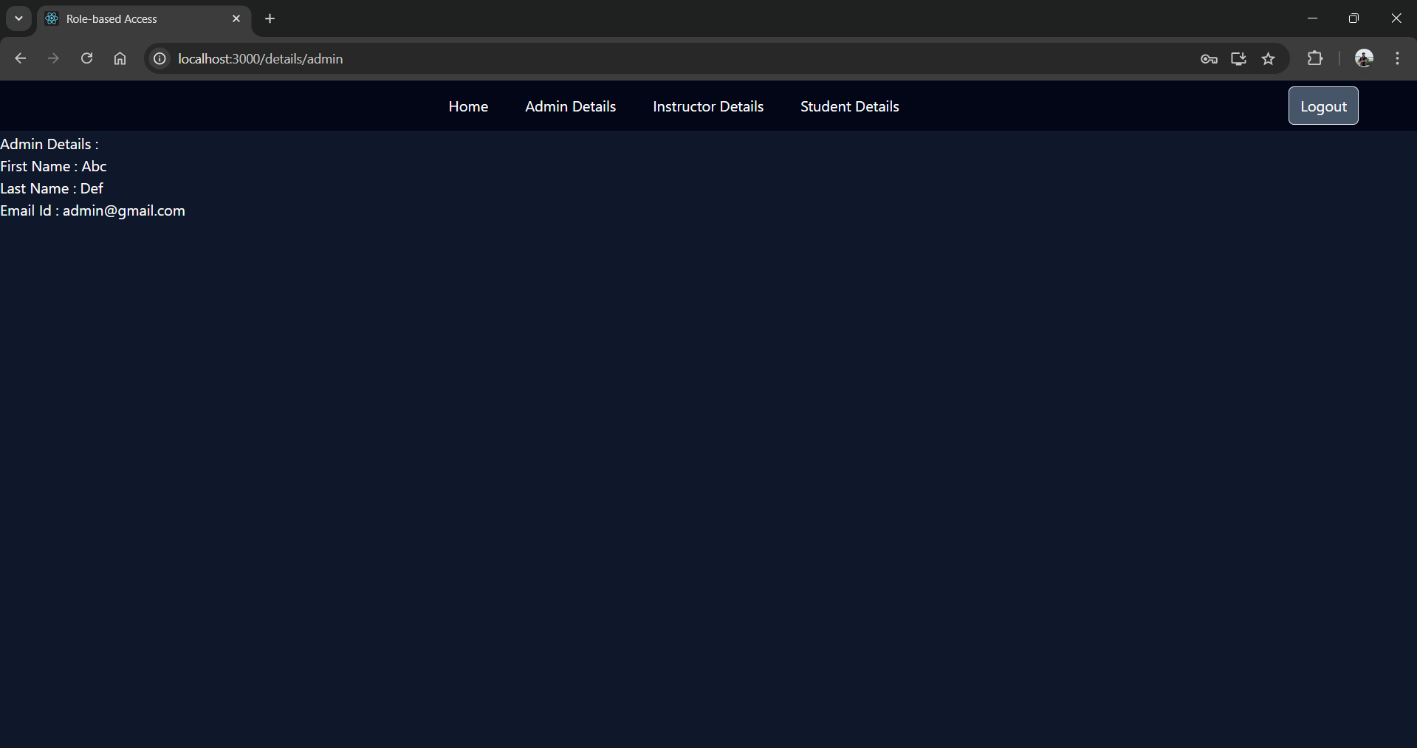 Role-based Access
localhost:3000/details/admin
Home Admin Details Instructor Details Student Details Logout
Admin Details :
First Name : Abc
Last Name : Def
Email Id : admin@gmail.com